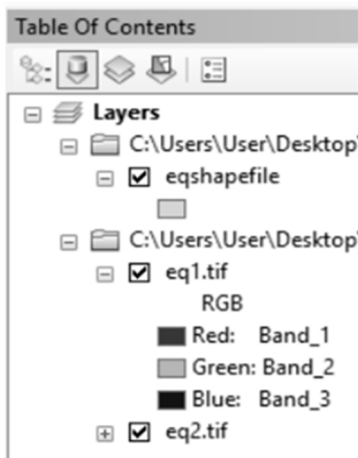 Table Of Contents
Layers
C:\Users\User\Desktop\
eqshapefile
C:\Users\User\Desktop\
eq1.tif
RGB
Red: Band_1
Green: Band_2
Blue: Band_3
eq2.tif